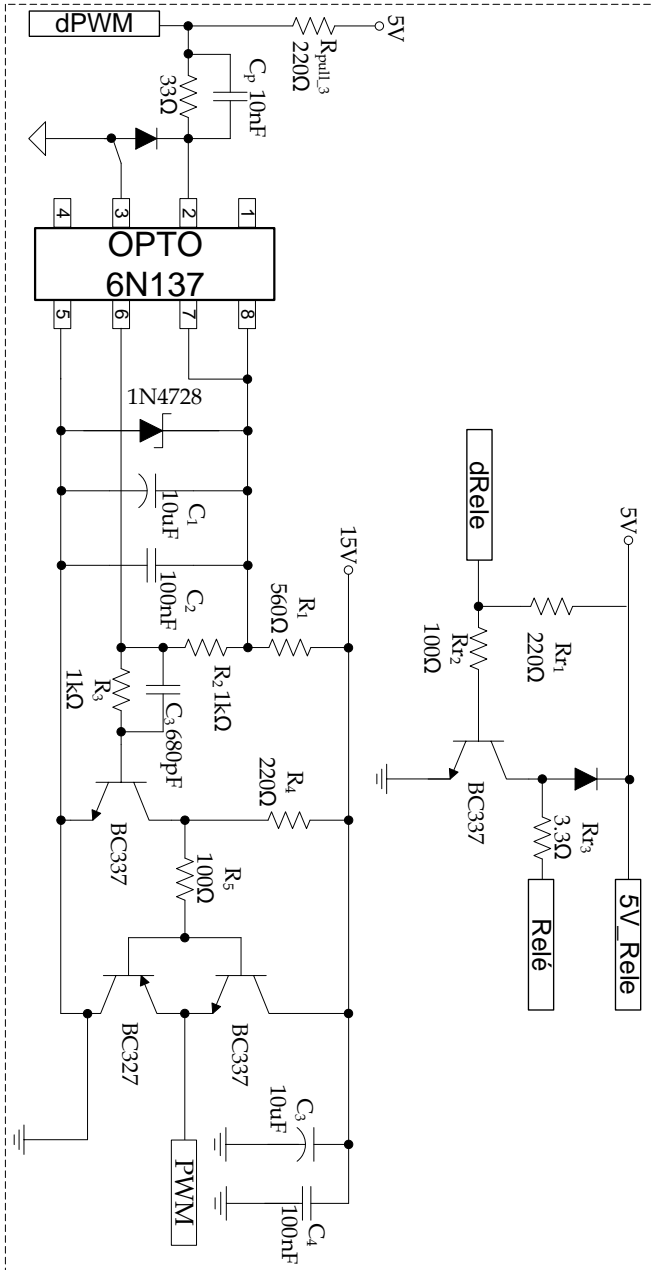 dPWM
5V
Rpull_3
220Ω
Cp 10nF
33Ω
4
3
2
1
OPTO
6N137
5
6
7
8
1N4728
C1
10uF
C2
100nF
15V
R1
560Ω
R2 1kΩ
R3
1kΩ
C3 680pF
BC337
R4
220Ω
R5
100Ω
BC327
BC337
PWM
C3
10uF
C4
100nF
dRele
5V
Rr1
220Ω
Rr2
100Ω
BC337
Rr3
3.3Ω
Relé
5V_Rele